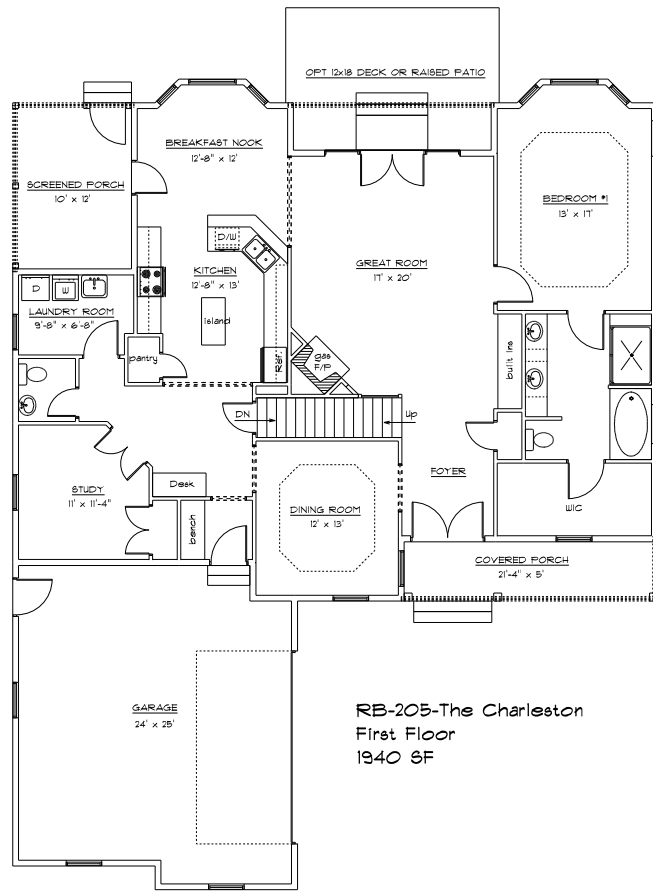 OPT 12x18 DECK OR RAISED PATIO
BREAKFAST NOOK
12'-8" x 12'
SCREENED PORCH
10' x 12'
BEDROOM #1
13' x 17'
D/W
GREAT ROOM
17' x 20'
KITCHEN
12'-8" x 13'
D
W
LAUNDRY ROOM
9'-8" x 6'-8"
island
built ins
pantry
Ref.
gas
F/P
DN
Up
FOYER
STUDY
11' x 11'-4"
Desk
bench
DINING ROOM
12' x 13'
WIC
COVERED PORCH
21'-4" x 5'
GARAGE
24' x 25'
RB-205-The Charleston
First Floor
1940 SF